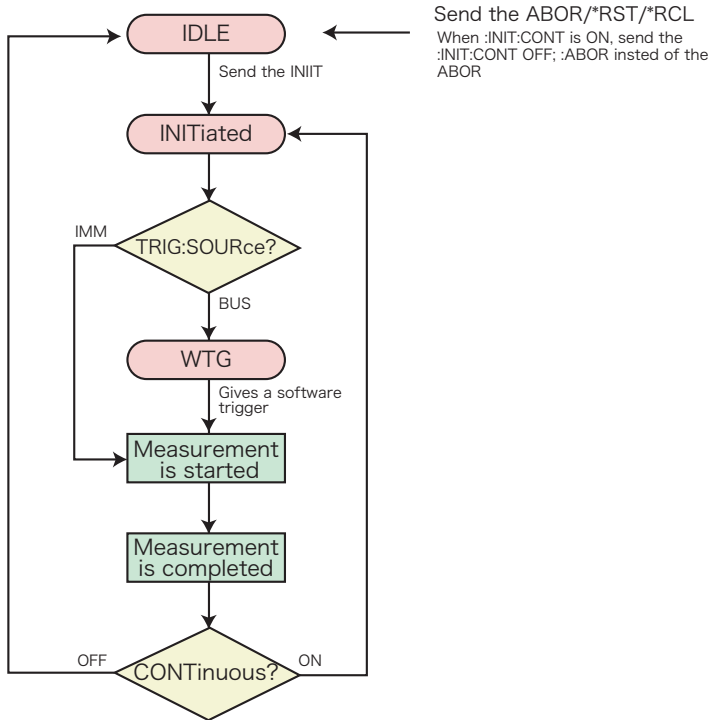 IDLE
Send the ABOR/*RST/*RCL
When :INIT:CONT is ON, send the
:INIT:CONT OFF; :ABOR insted of the
ABOR
Send the INIIT
INITiated
IMM
TRIG:SOURce?
BUS
WTG
Gives a software
trigger
Measurement
is started
Measurement
is completed
OFF
CONTinuous?
ON